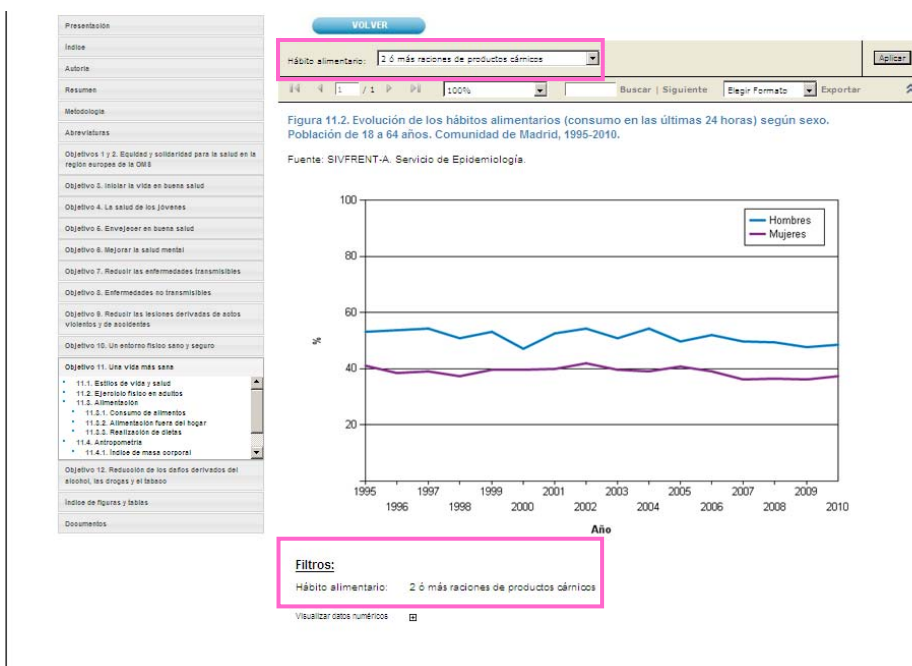 Presentación
Índice
Autoría
Resumen
Metodología
Abreviaturas
Objetivos 1 y 2. Equidad y solidaridad para la salud en la
región europea de la OMS
Objetivo 3. Iniciar la vida en buena salud
Objetivo 4. La salud de los jóvenes
Objetivo 5. Envejecer en buena salud
Objetivo 6. Mejorar la salud mental
Objetivo 7. Reducir las enfermedades transmisibles
Objetivo 8. Enfermedades no transmisibles
Objetivo 9. Reducir las lesiones derivadas de actos
violentos y de accidentes
Objetivo 10. Un entorno físico sano y seguro
Objetivo 11. Una vida más sana
11.1. Estilos de vida y salud
11.2. Ejercicio físico en adultos
11.3. Alimentación
11.3.1. Consumo de alimentos
11.3.2. Alimentación fuera del hogar
11.3.3. Realización de dietas
11.4. Antropometría
11.4.1. Índice de masa corporal
Objetivo 12. Reducción de los daños derivados del
alcohol, las drogas y el tabaco
Índice de figuras y tablas
Documentos
VOLVER
Hábito alimentario: 2 ó más raciones de productos cárnicos
Aplicar
1 / 1 100% Buscar | Siguiente Elegir Formato Exportar
Figura 11.2. Evolución de los hábitos alimentarios (consumo en las últimas 24 horas) según sexo.
Población de 18 a 64 años. Comunidad de Madrid, 1995-2010.
Fuente: SIVFRENT-A. Servicio de Epidemiología.
100
80
60
40
20
%
Hombres
Mujeres
1995 1997 1999 2001 2003 2005 2007 2009
1996 1998 2000 2002 2004 2006 2008 2010
Año
Filtros:
Hábito alimentario: 2 ó más raciones de productos cárnicos
Visualizar datos numéricos